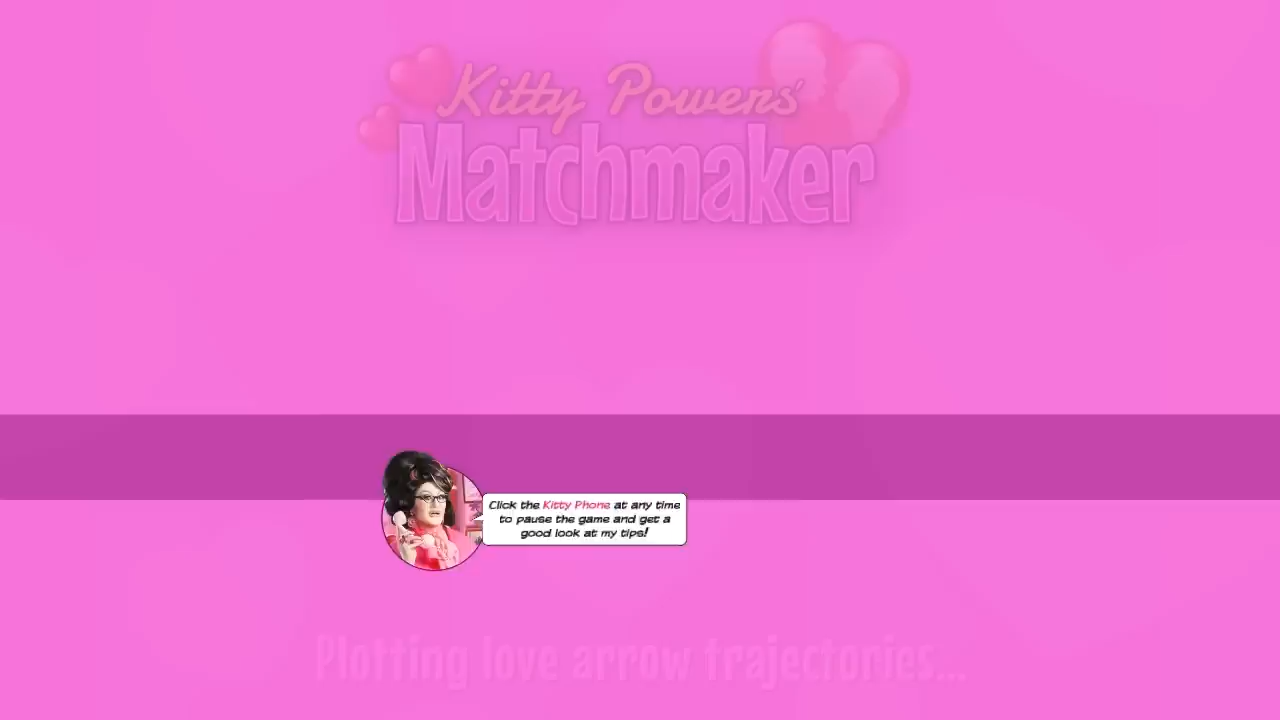 Kitty Powers'
Matchmaker
Click the Kitty Phone at any time
to pause the game and get a
good look at my tips!
Plotting love arrow trajectories...